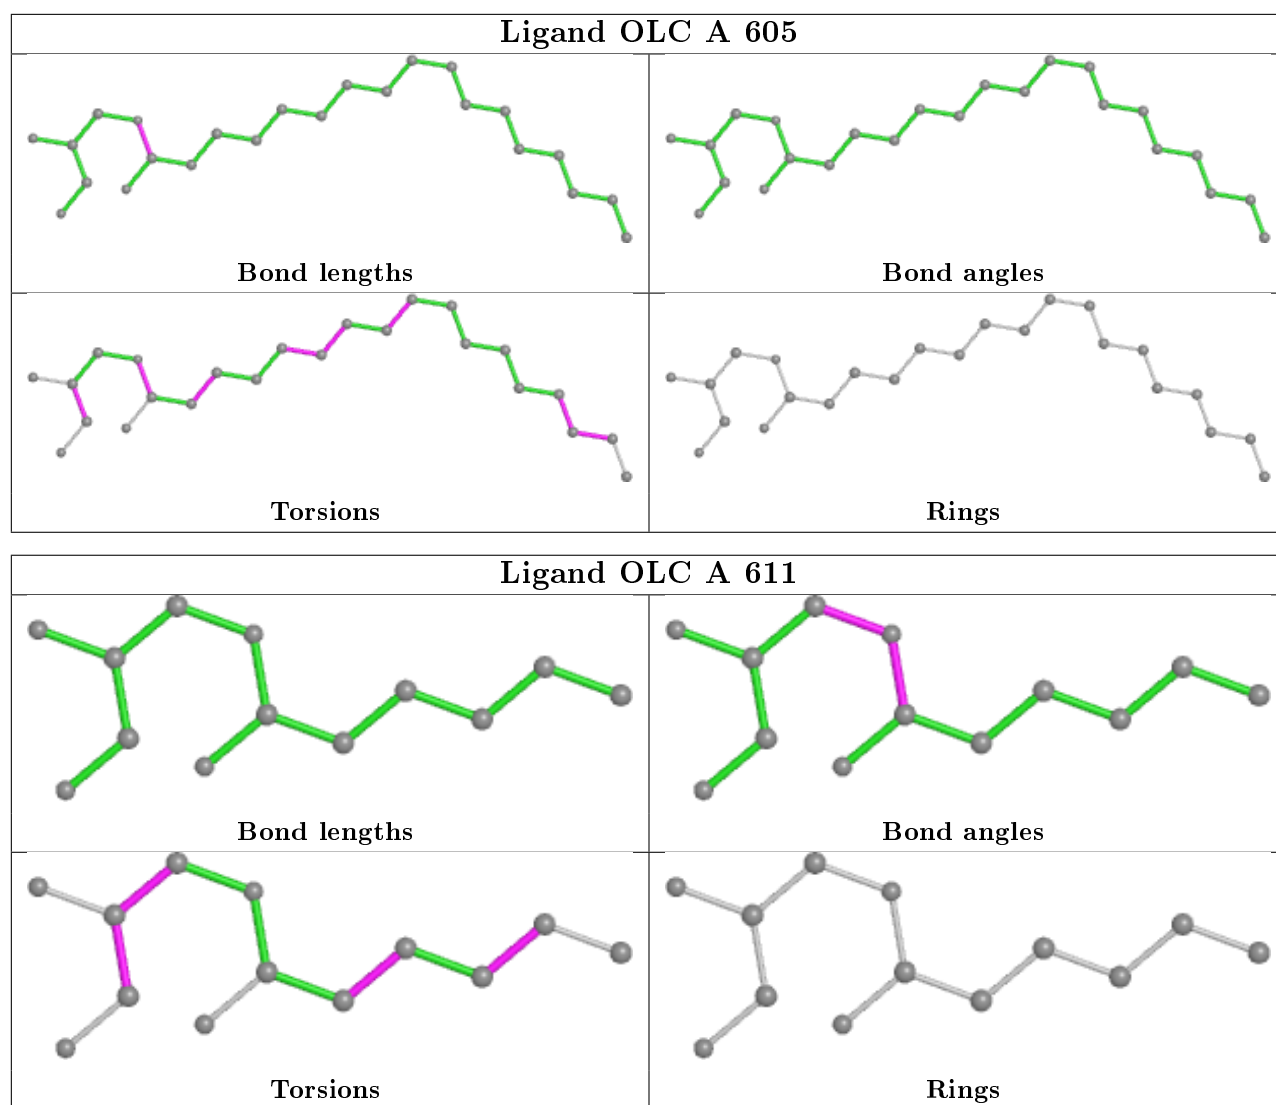 Ligand OLC A 605
Bond lengths
Bond angles
Torsions
Rings
Ligand OLC A 611
Bond lengths
Bond angles
Torsions
Rings